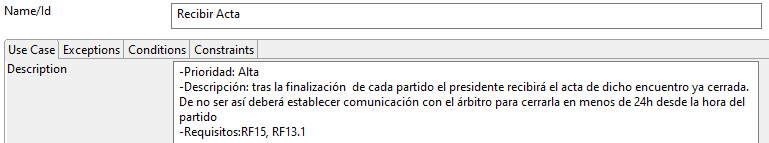 Name/Id Recibir Acta
Use Case Exceptions Conditions Constraints
Description -Prioridad: Alta
-Descripción: tras la finalización de cada partido el presidente recibirá el acta de dicho encuentro ya cerrada.
De no ser así deberá establecer comunicación con el árbitro para cerrarla en menos de 24h desde la hora del
partido
-Requisitos:RF15, RF13.1